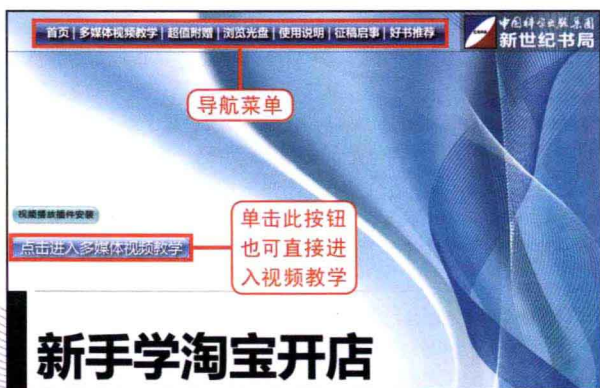 首页 | 多媒体视频教学 | 超值附赠 | 浏览光盘 | 使用说明 | 征稿启事 | 好书推荐
中国科学出版集团
新世纪书局
导航菜单
视频播放插件安装
点击进入多媒体视频教学
单击此按钮
也可直接进
入视频教学
新手学淘宝开店